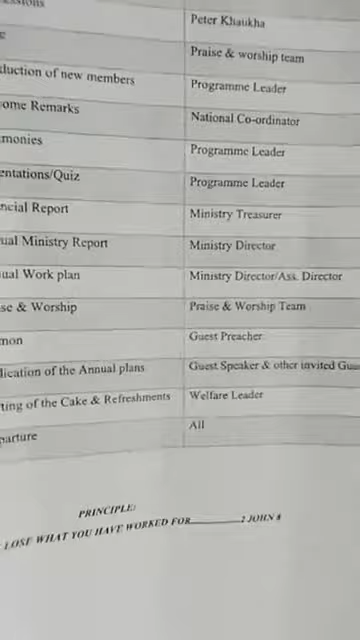 Peter Khaukha
Praise & worship team
duction of new members Programme Leader
ome Remarks National Co-ordinator
monies Programme Leader
entations/Quiz Programme Leader
ncial Report Ministry Treasurer
ual Ministry Report Ministry Director
ual Work plan Ministry Director/Ass. Director
se & Worship Praise & Worship Team
mon Guest Preacher
lication of the Annual plans Guest Speaker & other invited Gue
ting of the Cake & Refreshments Welfare Leader
parture All
PRINCIPLE:
LOSE WHAT YOU HAVE WORKED FOR__________2 JOHN 8